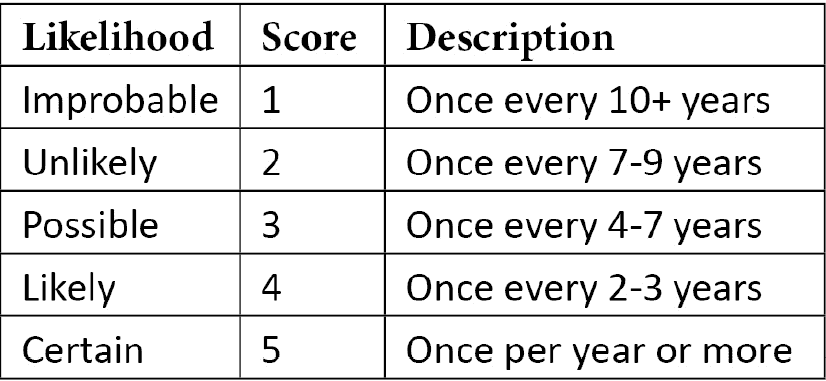 Likelihood Score Description
Improbable 1 Once every 10+ years
Unlikely 2 Once every 7-9 years
Possible 3 Once every 4-7 years
Likely 4 Once every 2-3 years
Certain 5 Once per year or more